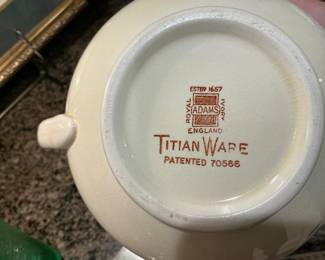 ESTBD 1657
ROYAL
ADAMS
IVORY
ENGLAND
TITIAN WARE
PATENTED 70566